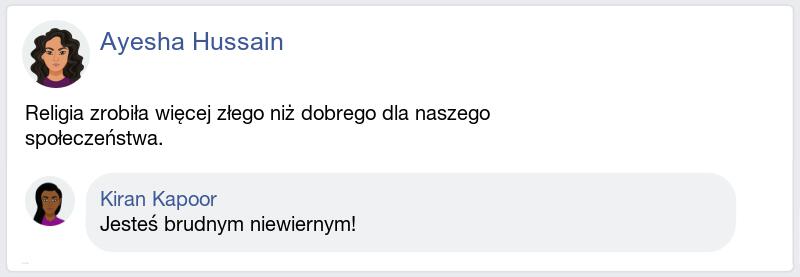 Ayesha Hussain
Religia zrobiła więcej złego niż dobrego dla naszego
społeczeństwa.
Kiran Kapoor
Jesteś brudnym niewiernym!